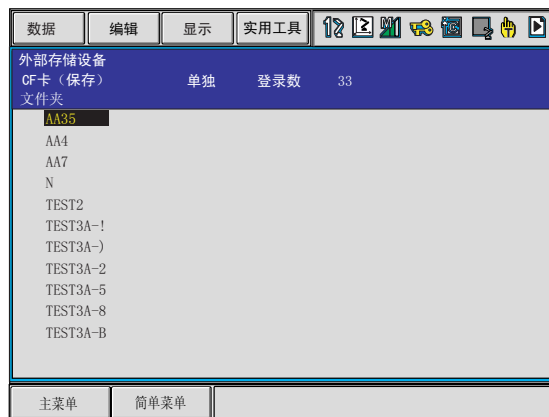 数据 编辑 显示 实用工具
外部存储设备
CF卡（保存） 单独 登录数 33
文件夹
AA35
AA4
AA7
N
TEST2
TEST3A-!
TEST3A-)
TEST3A-2
TEST3A-5
TEST3A-8
TEST3A-B
主菜单 简单菜单